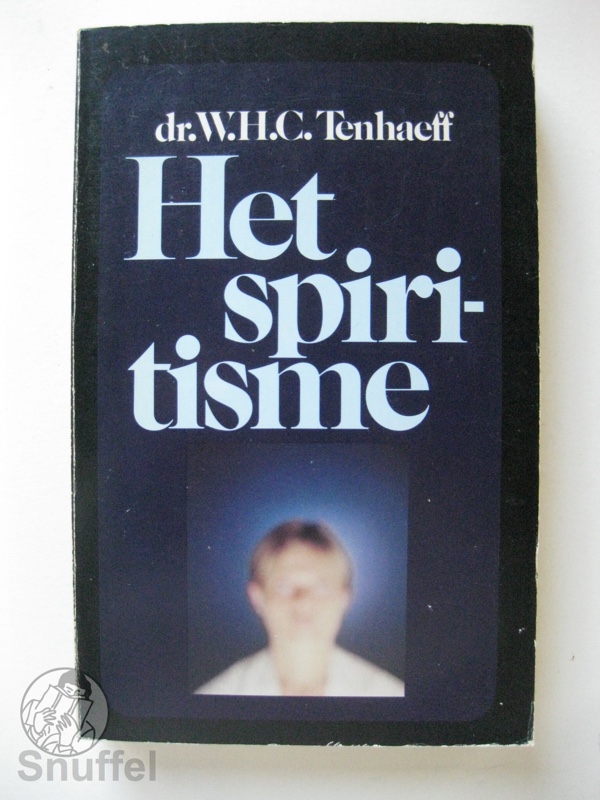 dr. W.H.C. Tenhaeff
Het
spiri-
tisme
Snuffel